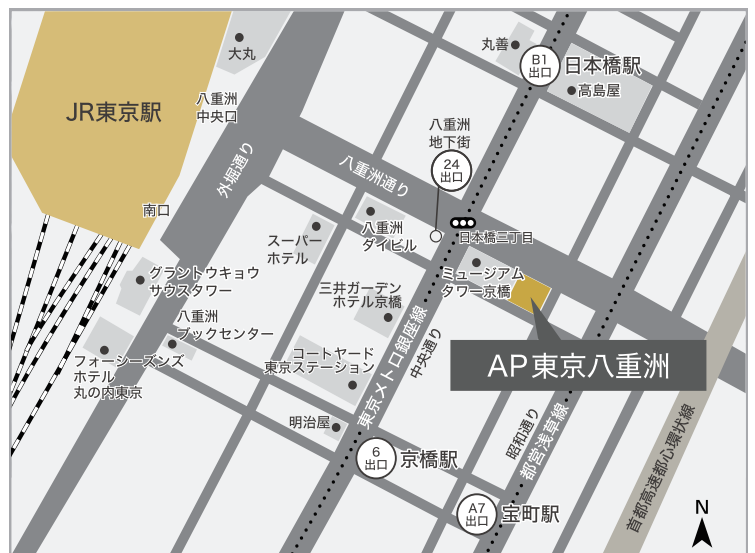 大丸
丸善
B1
出口
日本橋駅
高島屋
JR東京駅
八重洲
中央口
八重洲
地下街
24
出口
外堀通り
八重洲通り
南口
八重洲
ダイビル
日本橋三丁目
スーパー
ホテル
グラントウキョウ
サウスタワー
ミュージアム
タワー京橋
三井ガーデン
ホテル京橋
八重洲
ブックセンター
東京メトロ銀座線
中央通り
コートヤード
東京ステーション
フォーシーズンズ
ホテル
丸の内東京
AP東京八重洲
明治屋
昭和通り
都営浅草線
首都高速都心環状線
6
出口
京橋駅
A7
出口
宝町駅
N